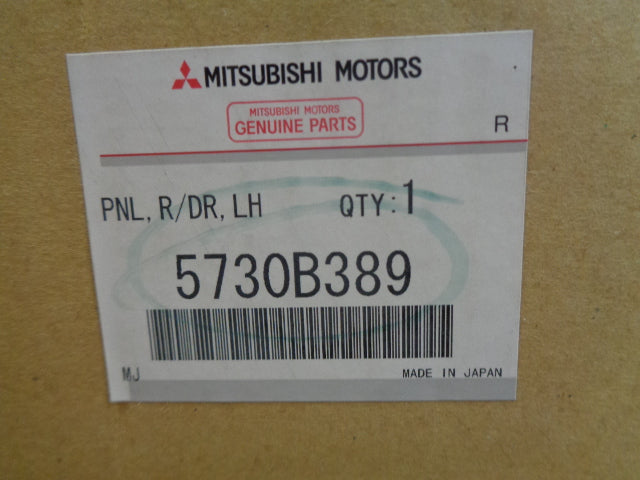 MITSUBISHI MOTORS
MITSUBISHI MOTORS
GENUINE PARTS
R
PNL, R/DR, LH QTY:1
5730B389
MJ MADE IN JAPAN